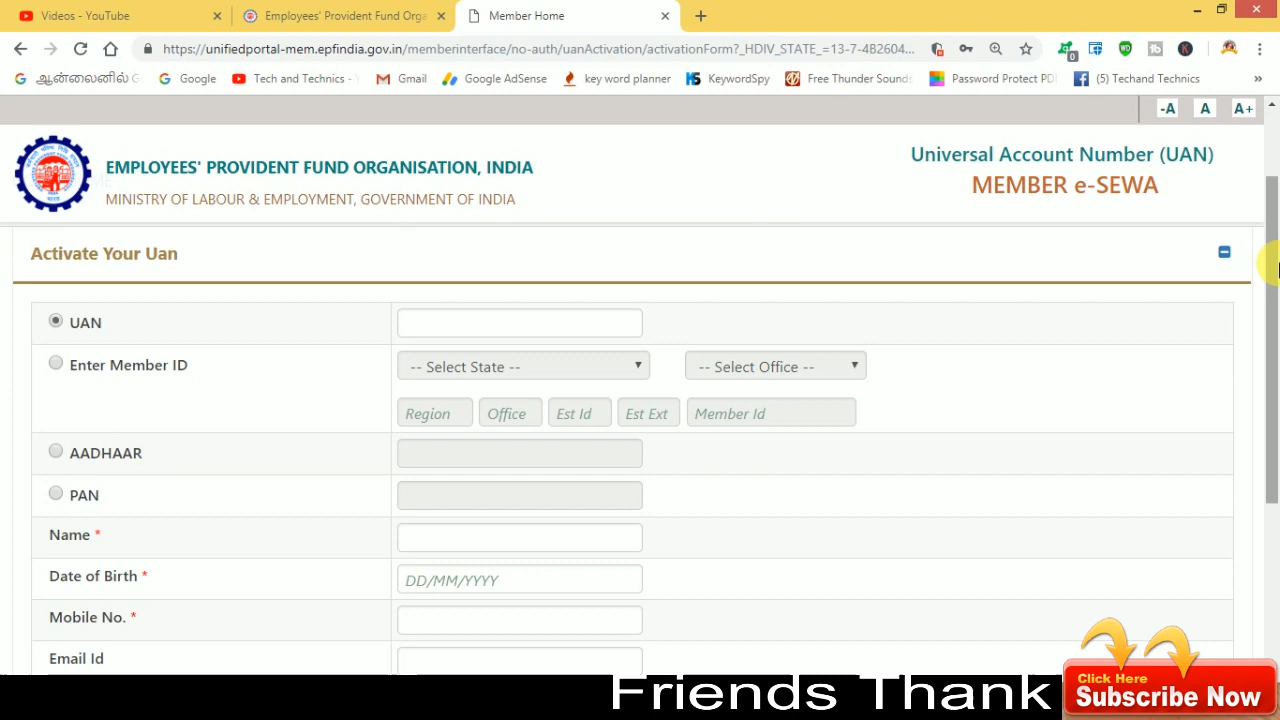 Videos - YouTube
Employees' Provident Fund Orga
Member Home
https://unifiedportal-mem.epfindia.gov.in/memberinterface/no-auth/uanActivation/activationForm?_HDIV_STATE_=13-7-4B2604...
0
ஆன்லைனில் G
Google
Tech and Technics -
Gmail
Google AdSense
key word planner
KeywordSpy
Free Thunder Sounds
Password Protect PD
(5) Techand Technics
»
-A A A+
EMPLOYEES' PROVIDENT FUND ORGANISATION, INDIA
MINISTRY OF LABOUR & EMPLOYMENT, GOVERNMENT OF INDIA
Universal Account Number (UAN)
MEMBER e-SEWA
Activate Your Uan
UAN
Enter Member ID
-- Select State --
-- Select Office --
Region
Office
Est Id
Est Ext
Member Id
AADHAAR
PAN
Name *
Date of Birth *
DD/MM/YYYY
Mobile No. *
Email Id
Friends Thank
Click Here
Subscribe Now